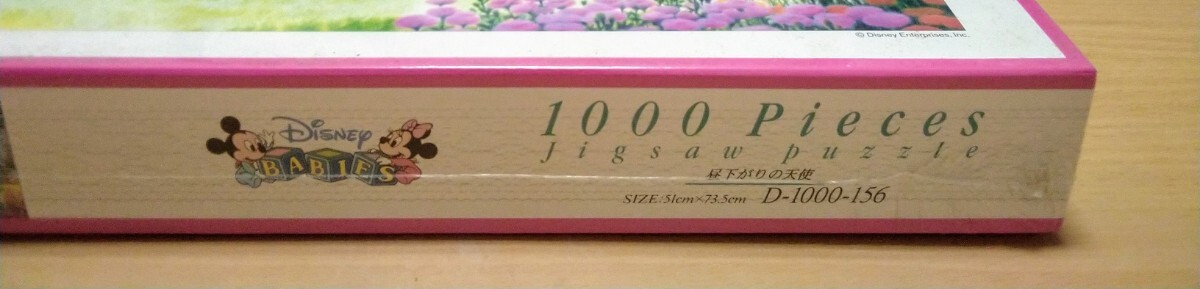 © Disney Enterprises, Inc.
DISNEY
BABIES
1000 Pieces
Jigsaw puzzle
昼下がりの天使
SIZE/51cm×73.5cm D-1000-156